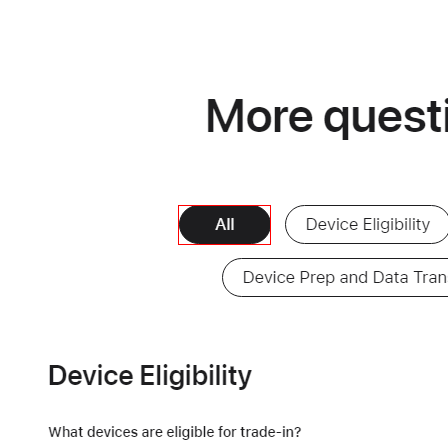 More questi
All
Device Eligibility
Device Prep and Data Tran
Device Eligibility
What devices are eligible for trade-in?